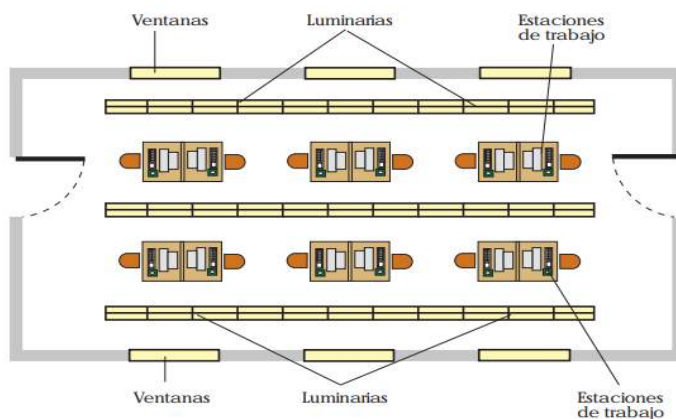 Ventanas
Luminarias
Estaciones
de trabajo
Ventanas
Luminarias
Estaciones
de trabajo